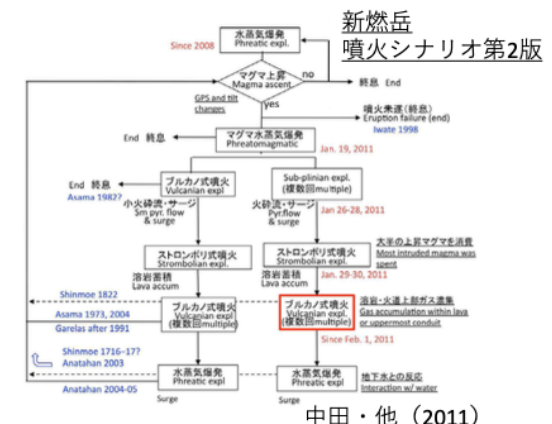 新燃岳
噴火シナリオ第2版
水蒸気爆発
Phreatic expl.
Since 2008
マグマ上昇
Magma ascent
no
終息 End
GPS and tilt
changes
yes
噴火未遂(終息)
Eruption failure (end)
Iwate 1998
End 終息
マグマ水蒸気爆発
Phreatomagmatic
Jan. 19, 2011
End 終息
Asama 1982?
ブルカノ式噴火
Vulcanian expl
Sub-plinian expl.
(複数回multiple)
小火砕流・サージ
Sm pyr. flow
& surge
火砕流・サージ
Pyr.flow
& surge
Jan 26-28, 2011
ストロンボリ式噴火
Strombolian expl.
ストロンボリ式噴火
Strombolian expl.
大半の上昇マグマを消費
Most intruded magma was
spent
溶岩蓄積
Lava accum
溶岩蓄積
Lava accum
Jan. 29-30, 2011
Shinmoe 1822
Asama 1973, 2004
Garelas after 1991
ブルカノ式噴火
Vulcanian expl
(複数回multiple)
ブルカノ式噴火
Vulcanian expl.
(複数回multiple)
溶岩・火道上部ガス濃集
Gas accumulation within lava
or uppermost conduit
Since Feb. 1, 2011
Shinmoe 1716-17?
Anatahan 2003
Anatahan 2004-05
水蒸気爆発
Phreatic expl
水蒸気爆発
Phreatic expl
地下水との反応
Interaction w/ water
Surge
Surge
中田・他(2011)